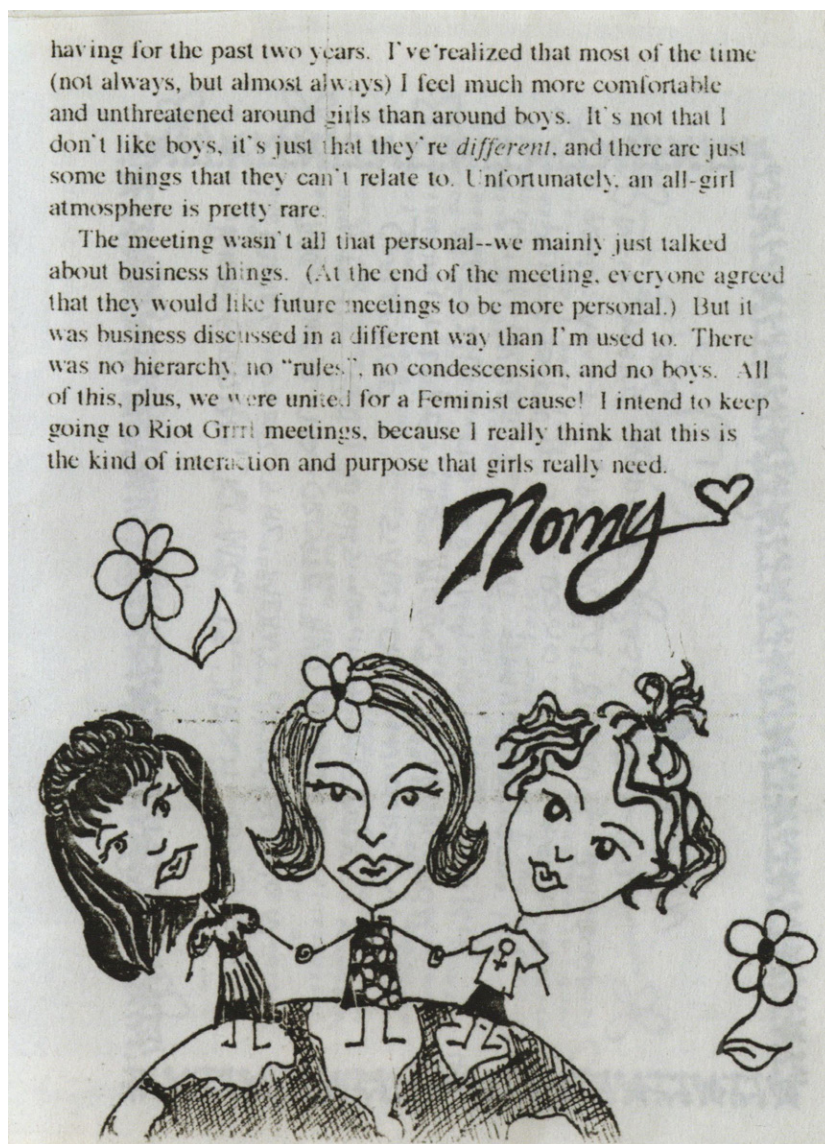 having for the past two years.  I've'realized that most of the time
(not always, but almost always) I feel much more comfortable
and unthreatened around girls than around boys.  It's not that I
don't like boys, it's just that they're different, and there are just
some things that they can't relate to. Unfortunately, an all-girl
atmosphere is pretty rare.
The meeting wasn't all that personal--we mainly just talked
about business things.  (At the end of the meeting, everyone agreed
that they would like future meetings to be more personal.)  But it
was business discussed in a different way than I'm used to.  There
was no hierarchy, no "rules", no condescension, and no boys.  All
of this, plus, we were united for a Feminist cause!  I intend to keep
going to Riot Grrrl meetings, because I really think that this is
the kind of interaction and purpose that girls really need.
Nomy